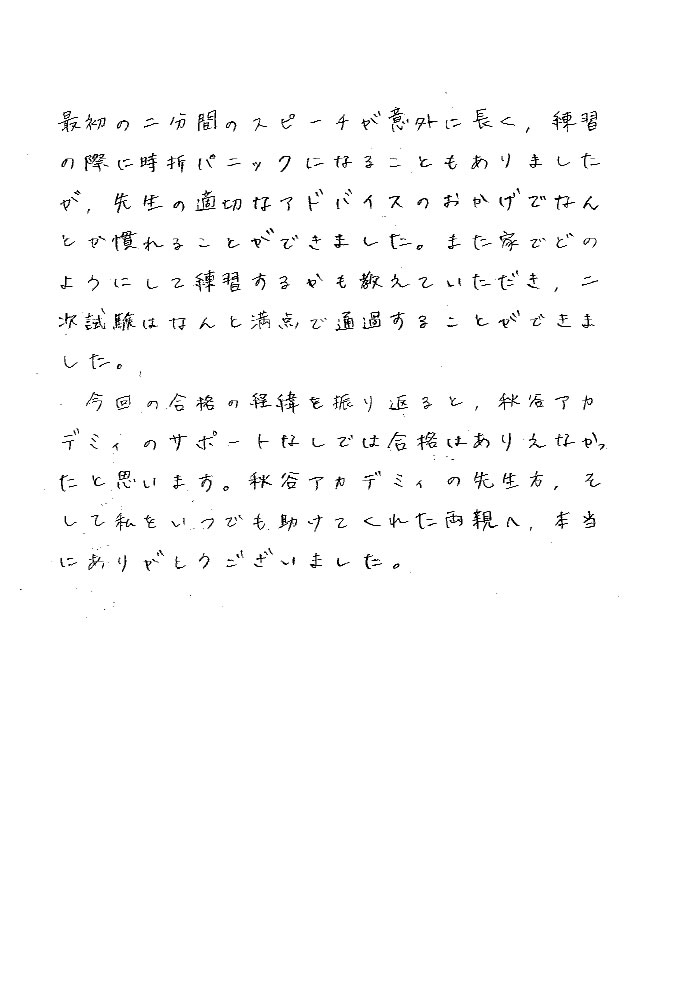 最初の二分間のスピーチが意外に長く，練習
の際に時折パニックになることもありました
が，先生の適切なアドバイスのおかげでなん
とか慣れることができました。また家でどの
ようにして練習するかも教えていただき，二
次試験はなんと満点で通過することができま
した。
今回の合格の経緯を振り返ると，秋谷アカ
デミィのサポートなしでは合格はありえなかっ
たと思います。秋谷アカデミィの先生方，そ
して私をいつでも助けてくれた両親へ，本当
にありがとうございました。